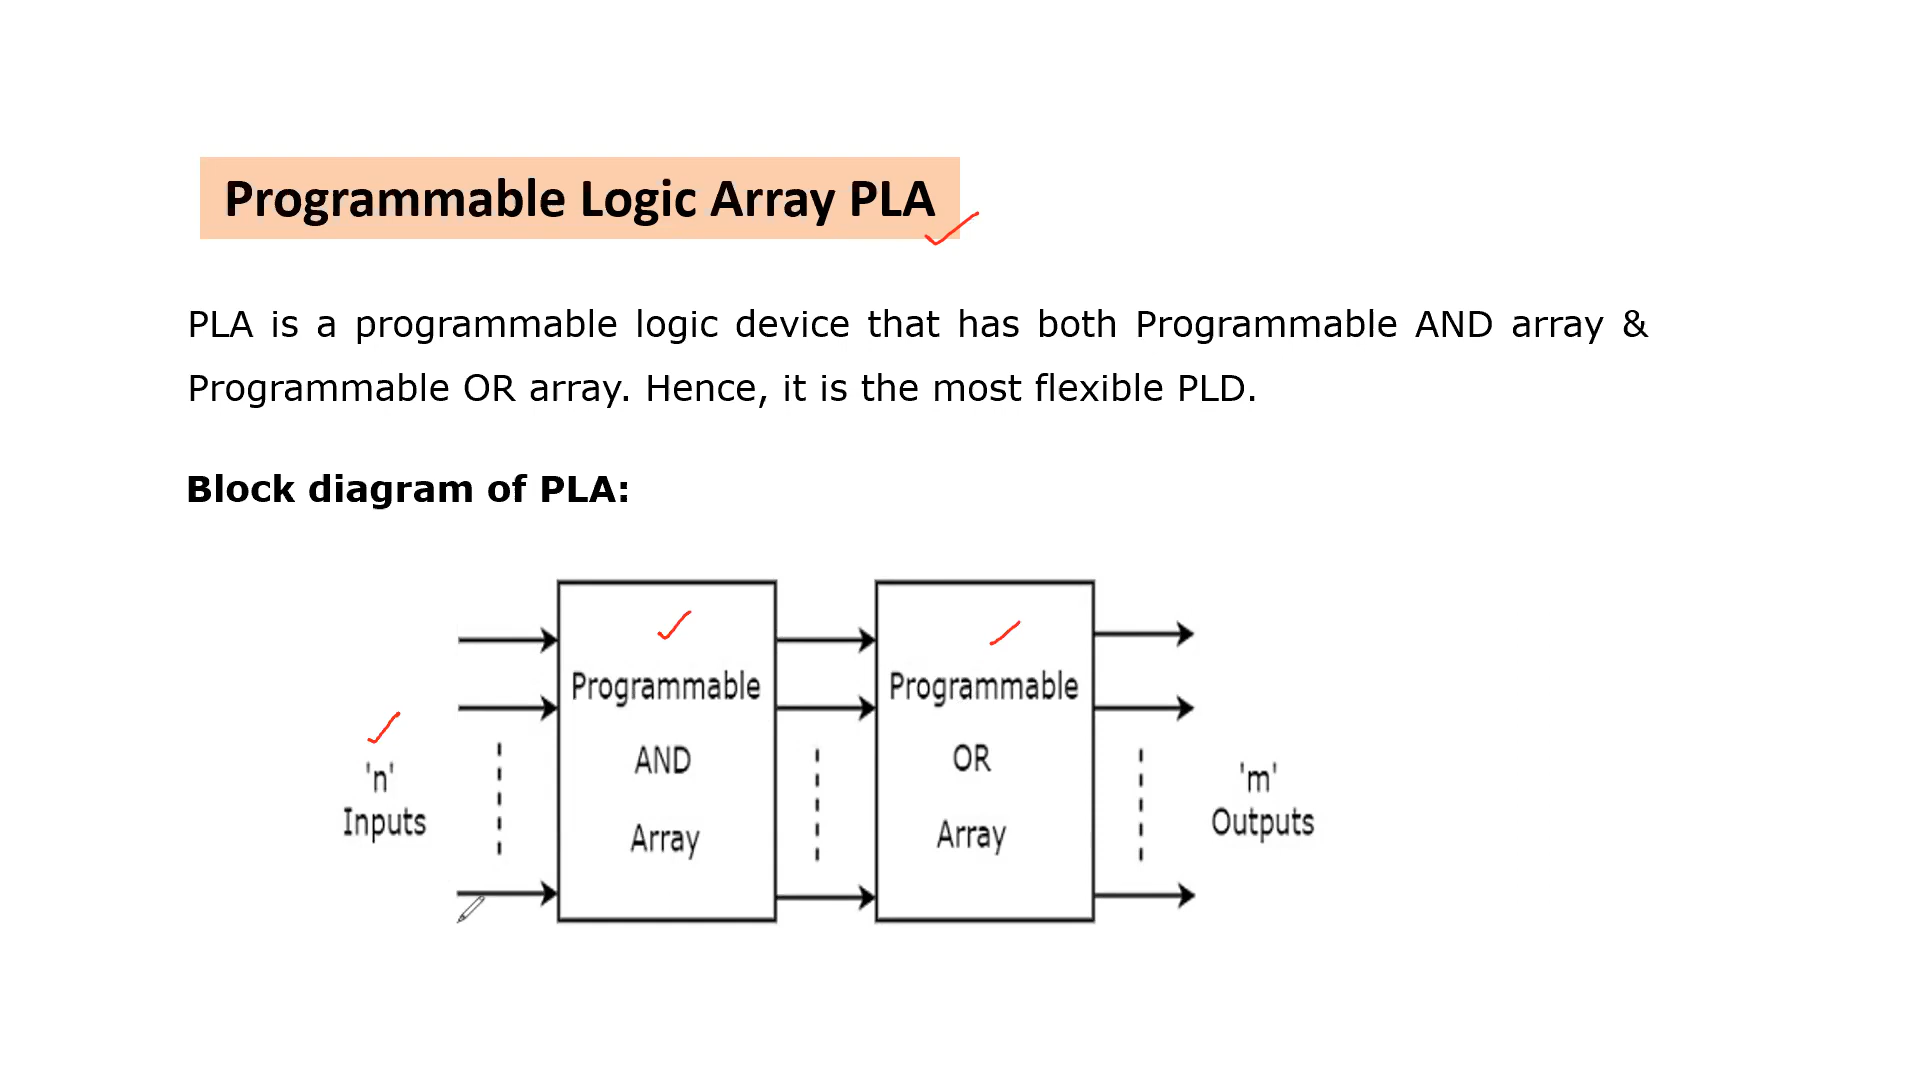 Programmable Logic Array PLA
PLA is a programmable logic device that has both Programmable AND array &
Programmable OR array. Hence, it is the most flexible PLD.
Block diagram of PLA:
'n'
Inputs
Programmable
AND
Array
Programmable
OR
Array
'm'
Outputs